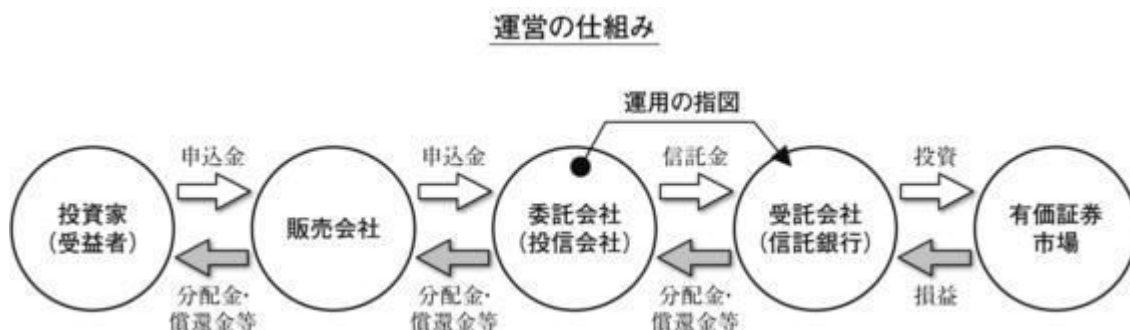 運営の仕組み
運用の指図
申込金
申込金
信託金
投資
投資家
(受益者)
販売会社
委託会社
(投信会社)
受託会社
(信託銀行)
有価証券
市場
分配金・
償還金等
分配金・
償還金等
分配金・
償還金等
損益